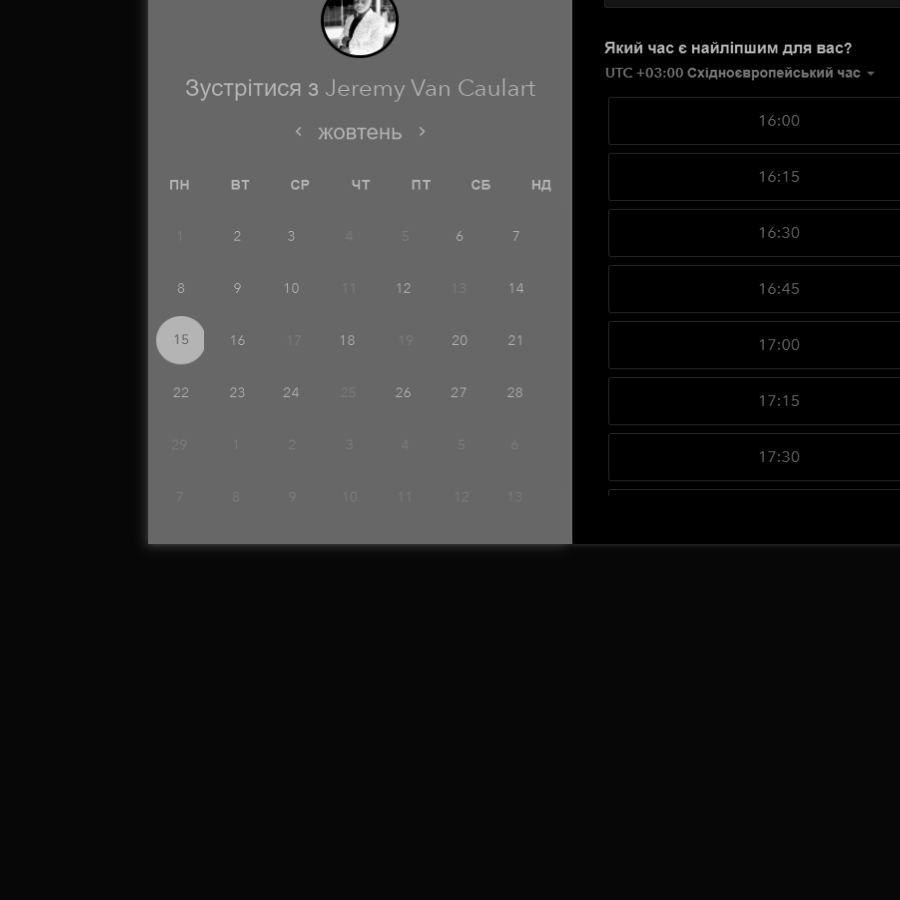 Зустрітися з Jeremy Van Caulart
жовтень
ПН ВТ СР ЧТ ПТ СБ НД
1 2 3 4 5 6 7
8 9 10 11 12 13 14
15 16 17 18 19 20 21
22 23 24 25 26 27 28
29 1 2 3 4 5 6
7 8 9 10 11 12 13
Який час є найліпшим для вас?
UTC +03:00 Східноєвропейський час
16:00
16:15
16:30
16:45
17:00
17:15
17:30